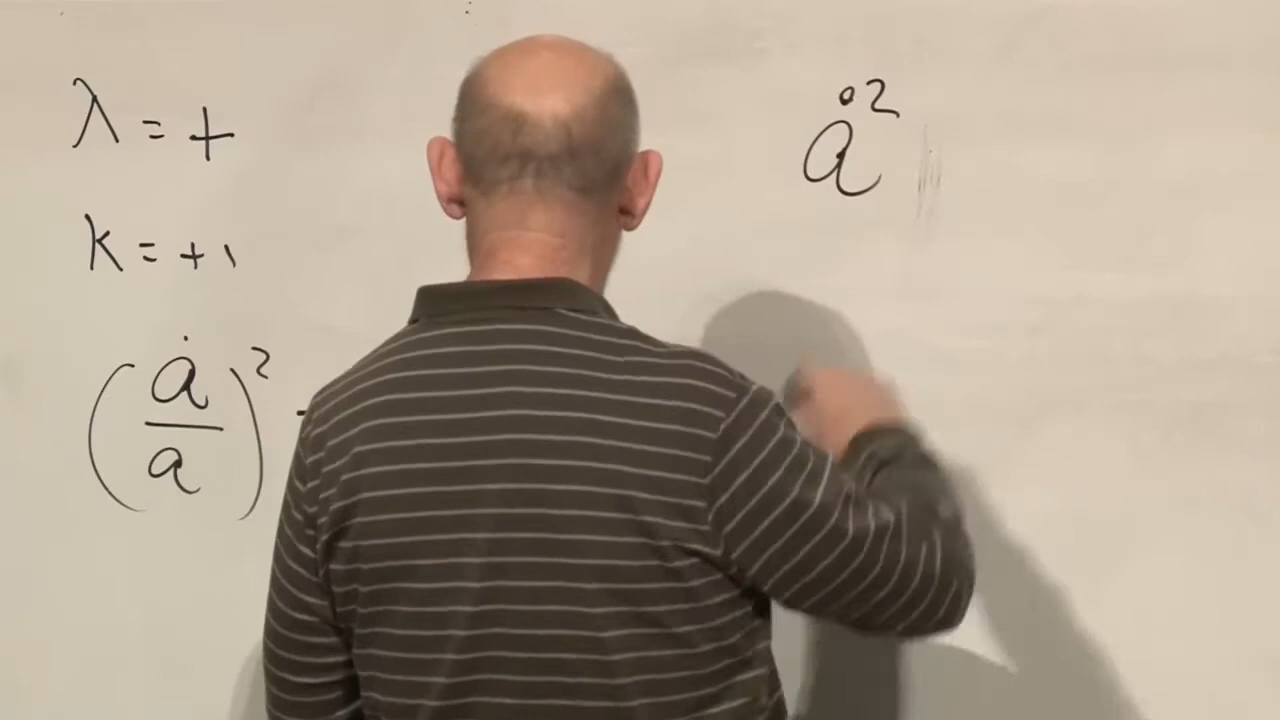 λ = +
k = +1
(ȧ/a)² -
ȧ²